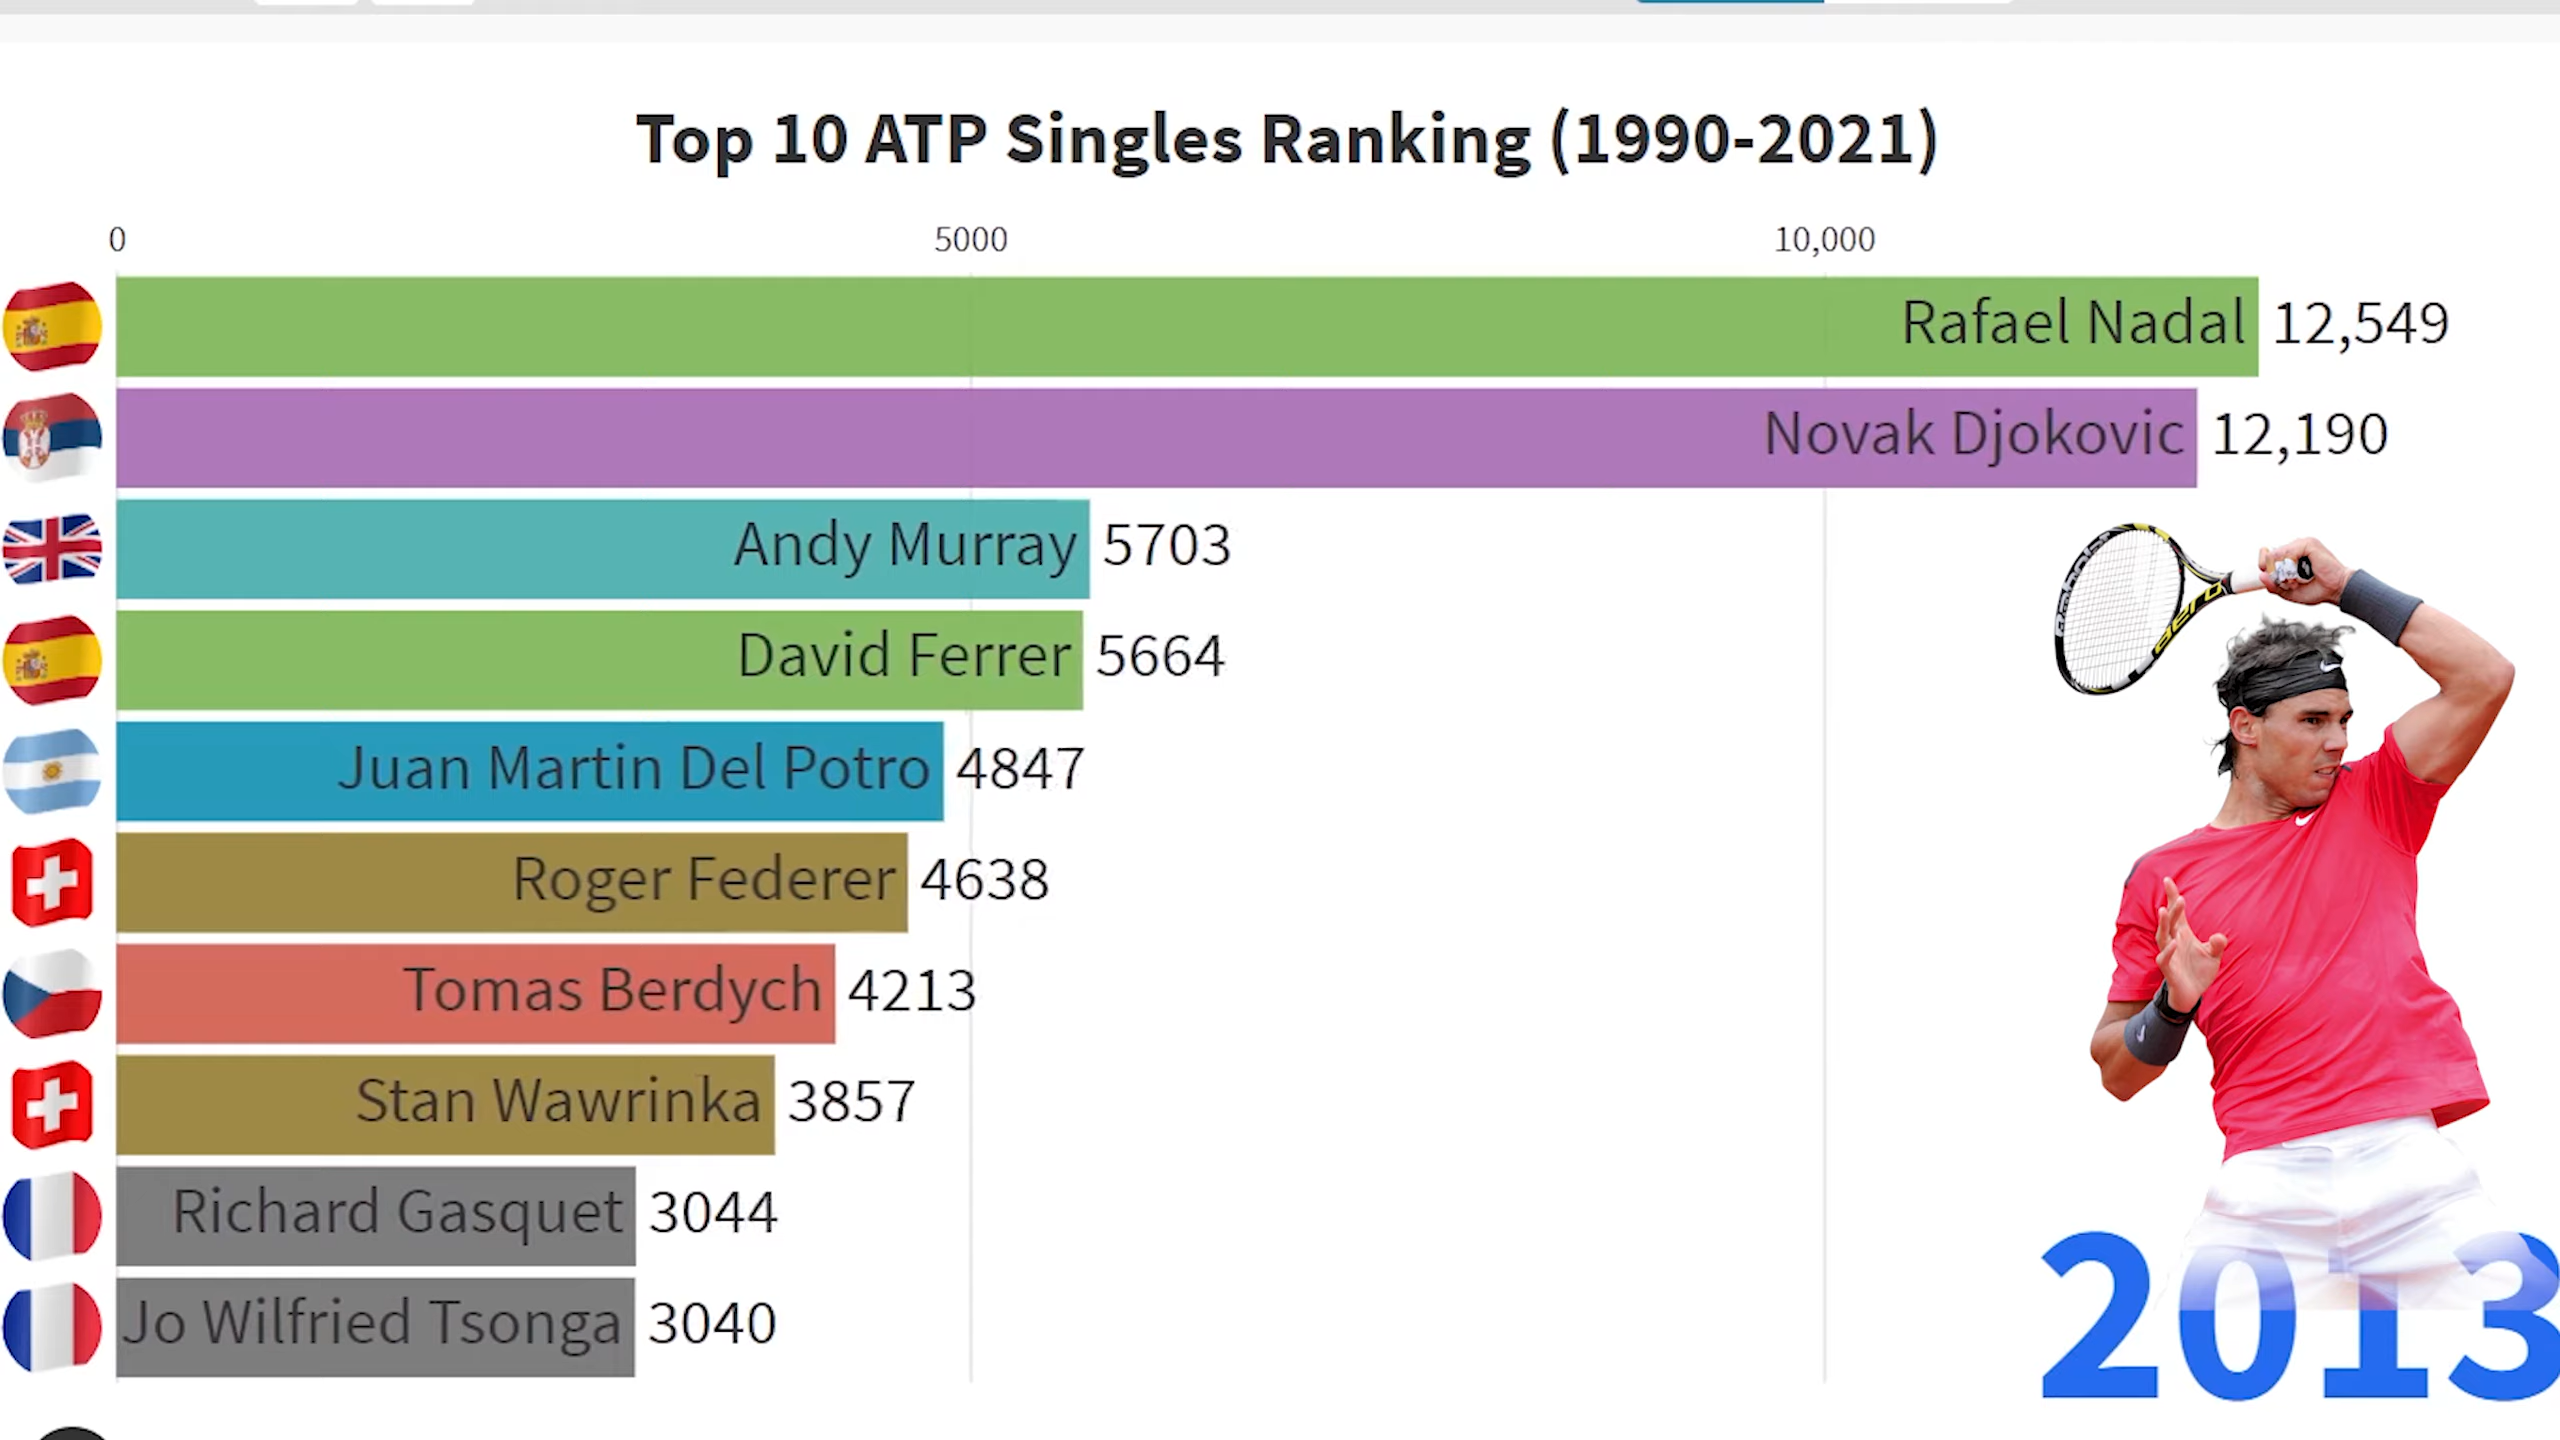 Top 10 ATP Singles Ranking (1990-2021)
0 5000 10,000
Rafael Nadal 12,549
Novak Djokovic 12,190
Andy Murray 5703
David Ferrer 5664
Juan Martin Del Potro 4847
Roger Federer 4638
Tomas Berdych 4213
Stan Wawrinka 3857
Richard Gasquet 3044
Jo Wilfried Tsonga 3040
Babolat
aero
2013